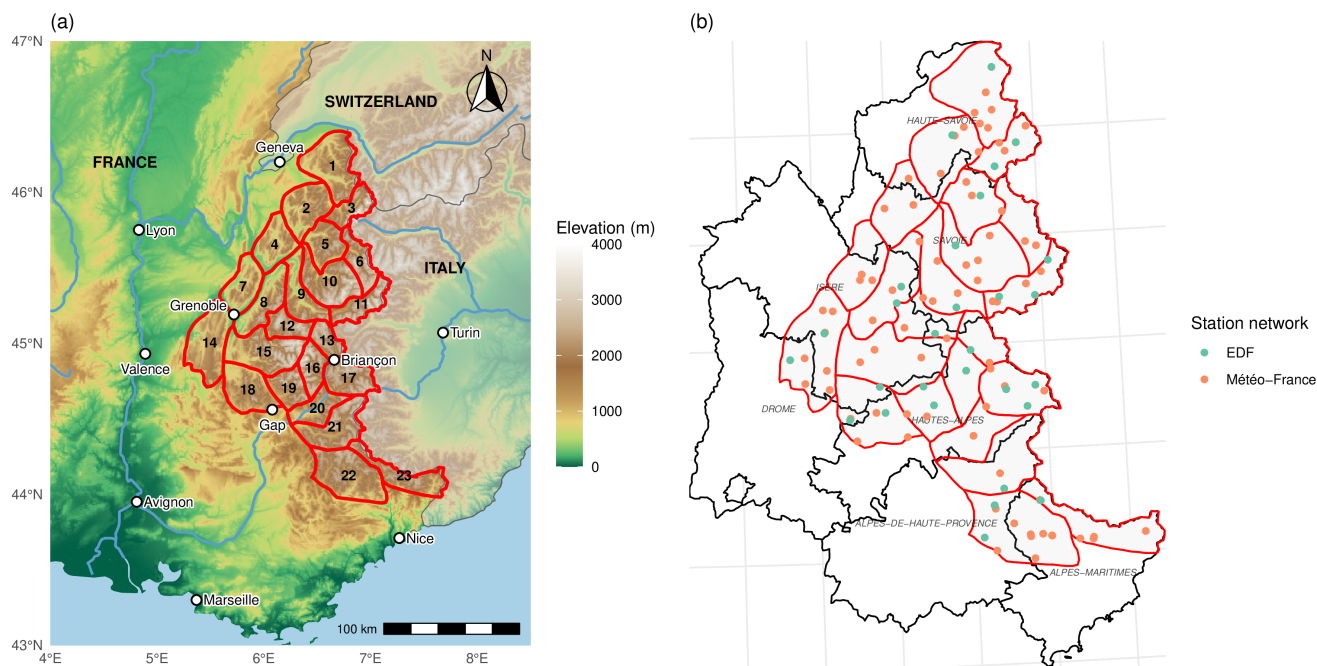 (a)
47°N
46°N
45°N
44°N
43°N
4°E
5°E
6°E
7°E
8°E
N
SWITZERLAND
FRANCE
ITALY
Geneva
Lyon
Grenoble
Turin
Valence
Briançon
Gap
Avignon
Nice
Marseille
1
2
3
4
5
6
7
8
9
10
11
12
13
14
15
16
17
18
19
20
21
22
23
100 km
Elevation (m)
4000
3000
2000
1000
0
(b)
HAUTE−SAVOIE
SAVOIE
ISERE
DROME
HAUTES−ALPES
ALPES−DE−HAUTE−PROVENCE
ALPES−MARITIMES
Station network
EDF
Météo−France